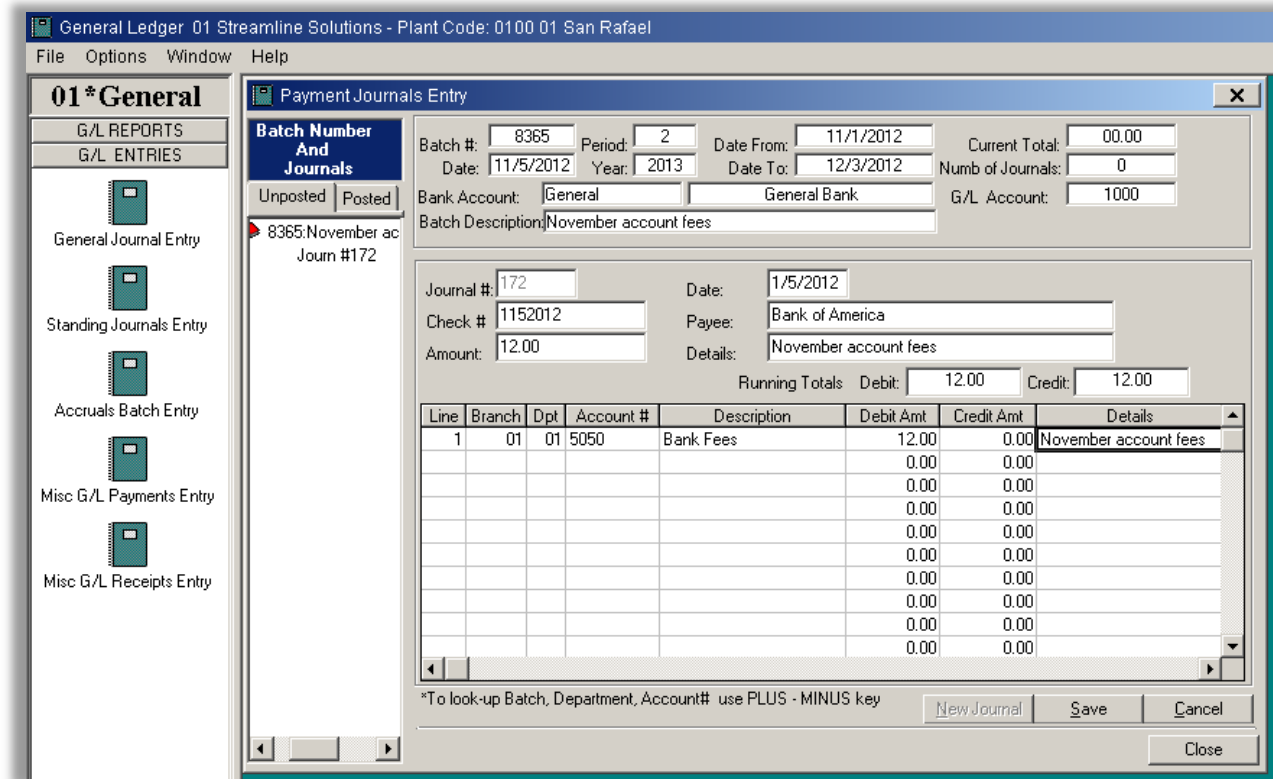 General Ledger 01 Streamline Solutions - Plant Code: 0100 01 San Rafael
File Options Window Help
01*General
G/L REPORTS
G/L ENTRIES
General Journal Entry
Standing Journals Entry
Accruals Batch Entry
Misc G/L Payments Entry
Misc G/L Receipts Entry
Payment Journals Entry
Batch Number
And
Journals
Unposted Posted
8365:November ac
Journ #172
Batch #: 8365 Period: 2 Date From: 11/1/2012 Current Total: 00.00
Date: 11/5/2012 Year: 2013 Date To: 12/3/2012 Numb of Journals: 0
Bank Account: General General Bank G/L Account: 1000
Batch Description: November account fees
Journal #: 172 Date: 1/5/2012
Check # 1152012 Payee: Bank of America
Amount: 12.00 Details: November account fees
Running Totals Debit: 12.00 Credit: 12.00
Line Branch Dpt Account # Description Debit Amt Credit Amt Details
1 01 01 5050 Bank Fees 12.00 0.00 November account fees
0.00 0.00
0.00 0.00
0.00 0.00
0.00 0.00
0.00 0.00
0.00 0.00
0.00 0.00
0.00 0.00
0.00 0.00
*To look-up Batch, Department, Account# use PLUS - MINUS key
New Journal Save Cancel
Close